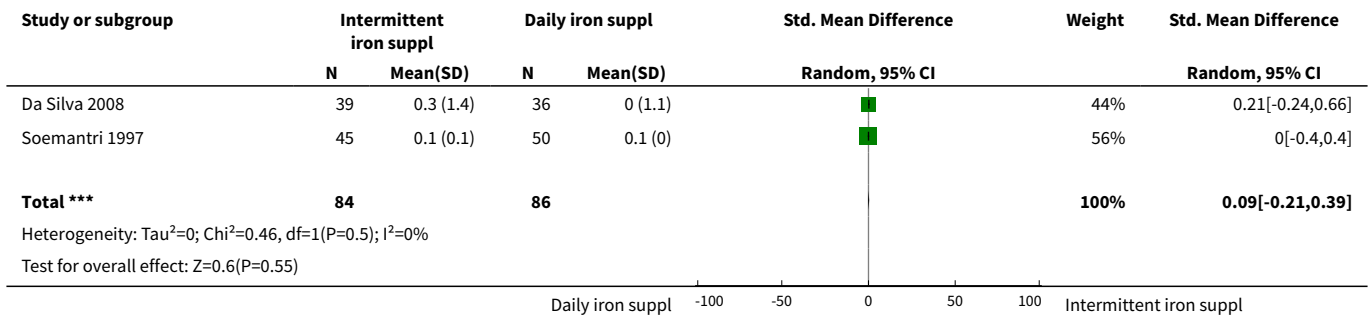 Study or subgroup Intermittent iron suppl Daily iron suppl Std. Mean Difference Weight Std. Mean Difference
N Mean(SD) N Mean(SD) Random, 95% CI Random, 95% CI
Da Silva 2008 39 0.3 (1.4) 36 0 (1.1) 44% 0.21[-0.24,0.66]
Soemantri 1997 45 0.1 (0.1) 50 0.1 (0) 56% 0[-0.4,0.4]
Total *** 84 86 100% 0.09[-0.21,0.39]
Heterogeneity: Tau²=0; Chi²=0.46, df=1(P=0.5); I²=0%
Test for overall effect: Z=0.6(P=0.55)
Daily iron suppl -100 -50 0 50 100 Intermittent iron suppl